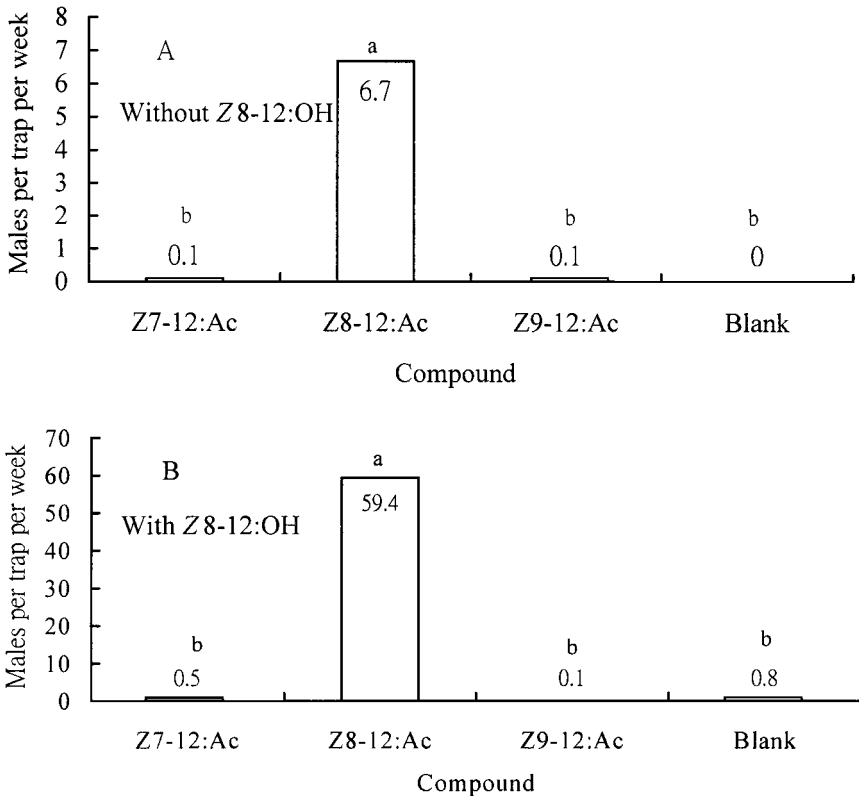 8
7
6
5
4
3
2
1
0
Males per trap per week
A
Without Z8-12:OH
b
0.1
a
6.7
b
0.1
b
0
Z7-12:Ac Z8-12:Ac Z9-12:Ac Blank
Compound
70
60
50
40
30
20
10
0
Males per trap per week
B
With Z8-12:OH
b
0.5
a
59.4
b
0.1
b
0.8
Z7-12:Ac Z8-12:Ac Z9-12:Ac Blank
Compound